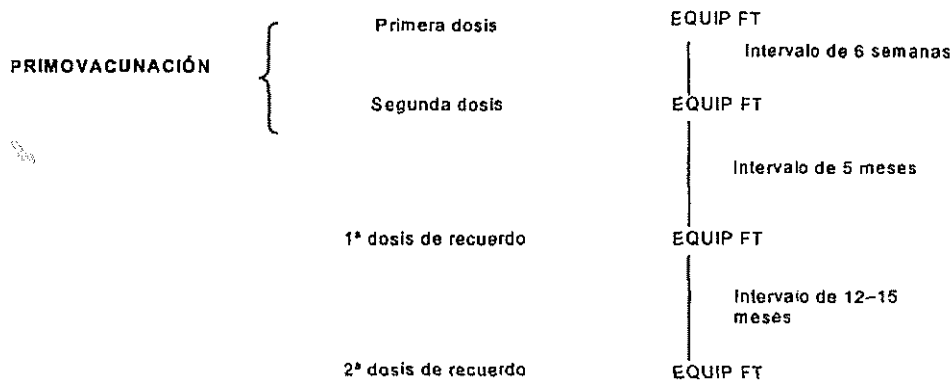 Primera dosis
EQUIP FT
Intervalo de 6 semanas
PRIMOVACUNACIÓN
Segunda dosis
EQUIP FT
Intervalo de 5 meses
1ª dosis de recuerdo
EQUIP FT
Intervalo de 12–15
meses
2ª dosis de recuerdo
EQUIP FT